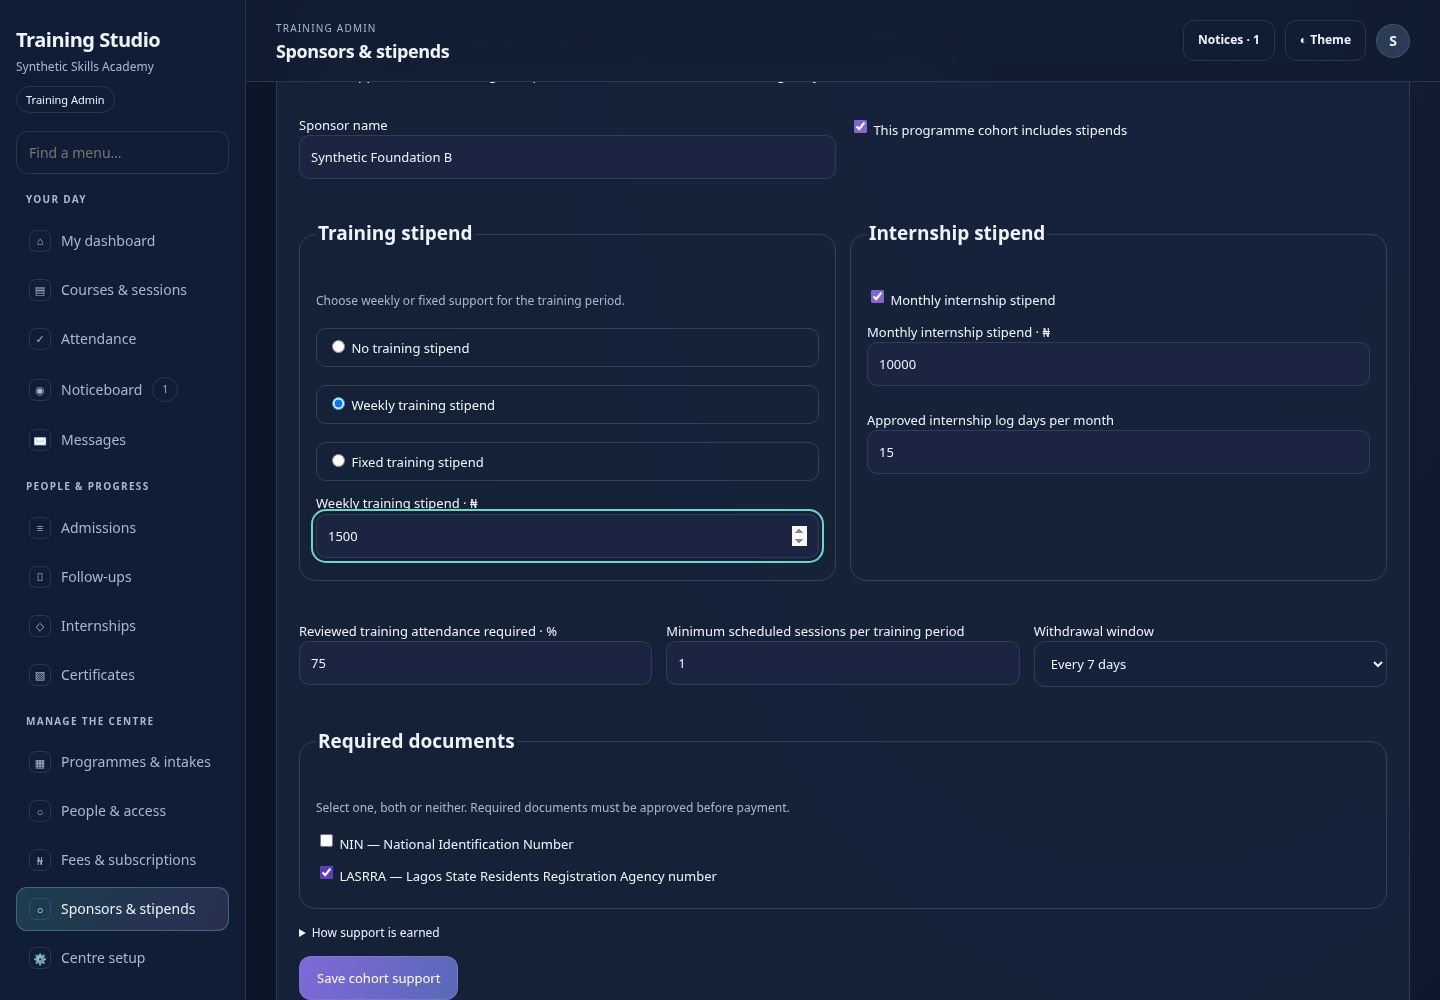 Training Studio
Synthetic Skills Academy
Training Admin
Find a menu...
YOUR DAY
My dashboard
Courses & sessions
Attendance
Noticeboard 1
Messages
PEOPLE & PROGRESS
Admissions
Follow-ups
Internships
Certificates
MANAGE THE CENTRE
Programmes & intakes
People & access
₦ Fees & subscriptions
Sponsors & stipends
Centre setup
TRAINING ADMIN
Sponsors & stipends
Notices · 1
Theme
S
Sponsor name
Synthetic Foundation B
This programme cohort includes stipends
Training stipend
Choose weekly or fixed support for the training period.
No training stipend
Weekly training stipend
Fixed training stipend
Weekly training stipend · ₦
1500
Internship stipend
Monthly internship stipend
Monthly internship stipend · ₦
10000
Approved internship log days per month
15
Reviewed training attendance required · %
75
Minimum scheduled sessions per training period
1
Withdrawal window
Every 7 days
Required documents
Select one, both or neither. Required documents must be approved before payment.
NIN — National Identification Number
LASRRA — Lagos State Residents Registration Agency number
How support is earned
Save cohort support